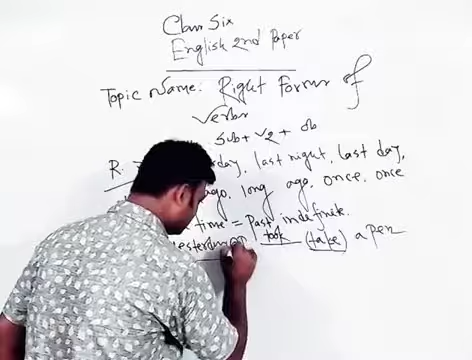 Class Six
English 2nd Paper
Topic Name: Right Forms of
Verbs
Sub + V2 + ob
R. day, last night, last day,
ago, long ago, once, once
time = Past indefinite.
yesterday took (take) a pen